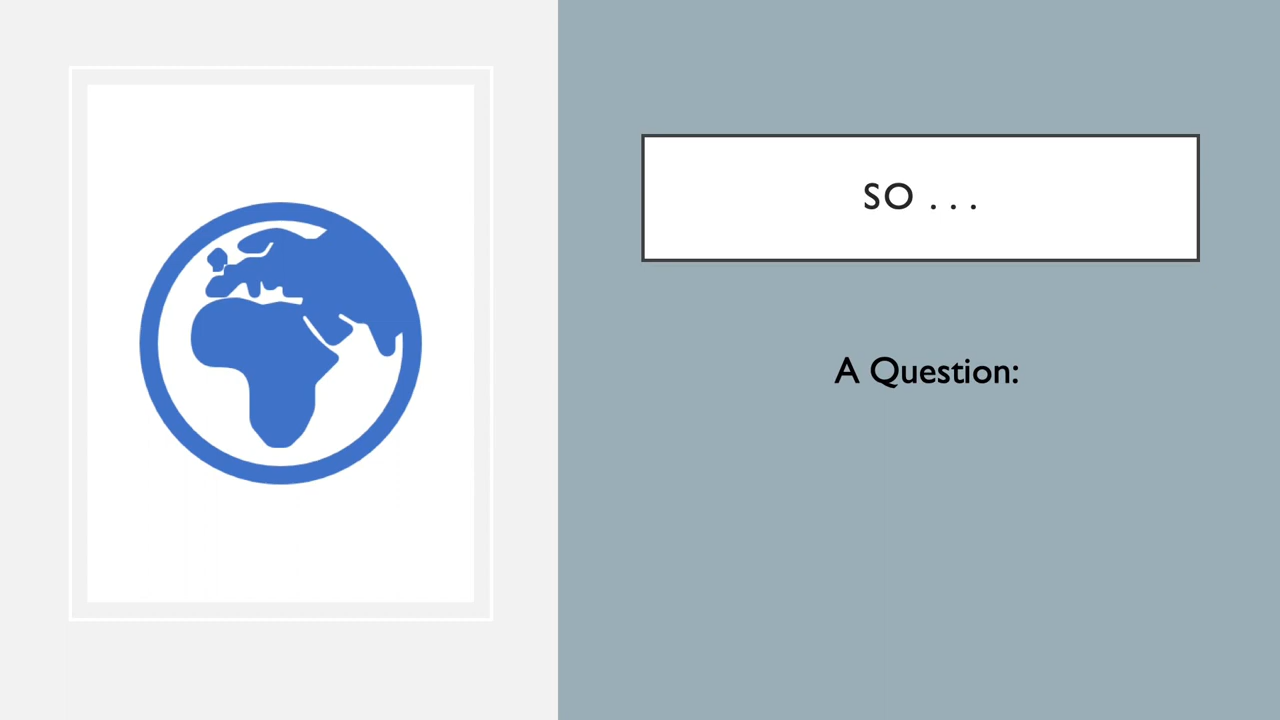 SO . . .
A Question: